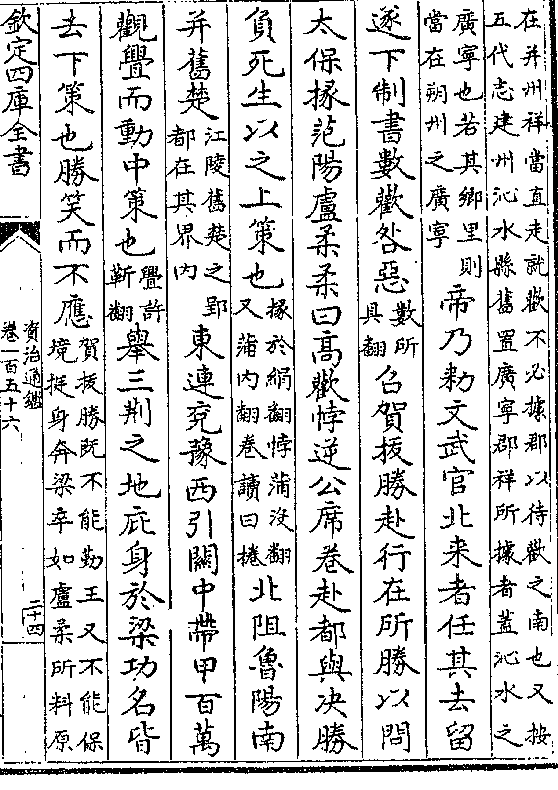 在并州祥當直走就歡不必據郡以待歡之南也又按
五代志建州沁水縣舊置廣寧郡祥所據者蓋沁水之
廣寧也若其鄉里則
當在朔州之廣寧
帝乃勑文武官北来者任其去留
遂下制書數歡咎惡
數所
具翻
召賀拔勝赴行在所勝以問
太保掾范陽盧柔柔曰高歡悖逆公席卷赴都與决勝
負死生以之上策也
掾於絹翻悖蒲没翻
又蒲内翻卷讀曰捲
北阻魯陽南
并舊楚
江陵舊楚之郢
都在其界内
東連兖豫西引關中帶甲百萬
觀釁而動中策也
釁許
靳翻
舉三荆之地庇身於梁功名皆
去下策也勝笑而不應
賀拔勝既不能勤王又不能保
境挺身奔梁卒如盧柔所料原
欽定四庫全書
資治通鑑
卷一百五十六
二十四